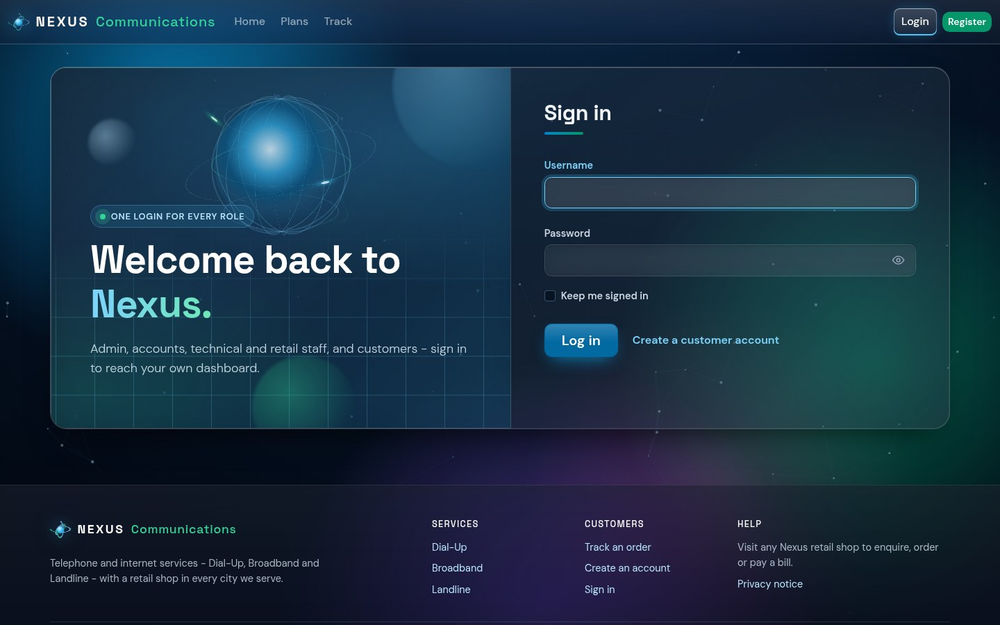 NEXUS Communications
Home
Plans
Track
Login
Register
ONE LOGIN FOR EVERY ROLE
Welcome back to
Nexus.
Admin, accounts, technical and retail staff, and customers - sign in
to reach your own dashboard.
Sign in
Username
Password
Keep me signed in
Log in
Create a customer account
NEXUS Communications
Telephone and internet services - Dial-Up, Broadband and
Landline - with a retail shop in every city we serve.
SERVICES
Dial-Up
Broadband
Landline
CUSTOMERS
Track an order
Create an account
Sign in
HELP
Visit any Nexus retail shop to enquire, order
or pay a bill.
Privacy notice